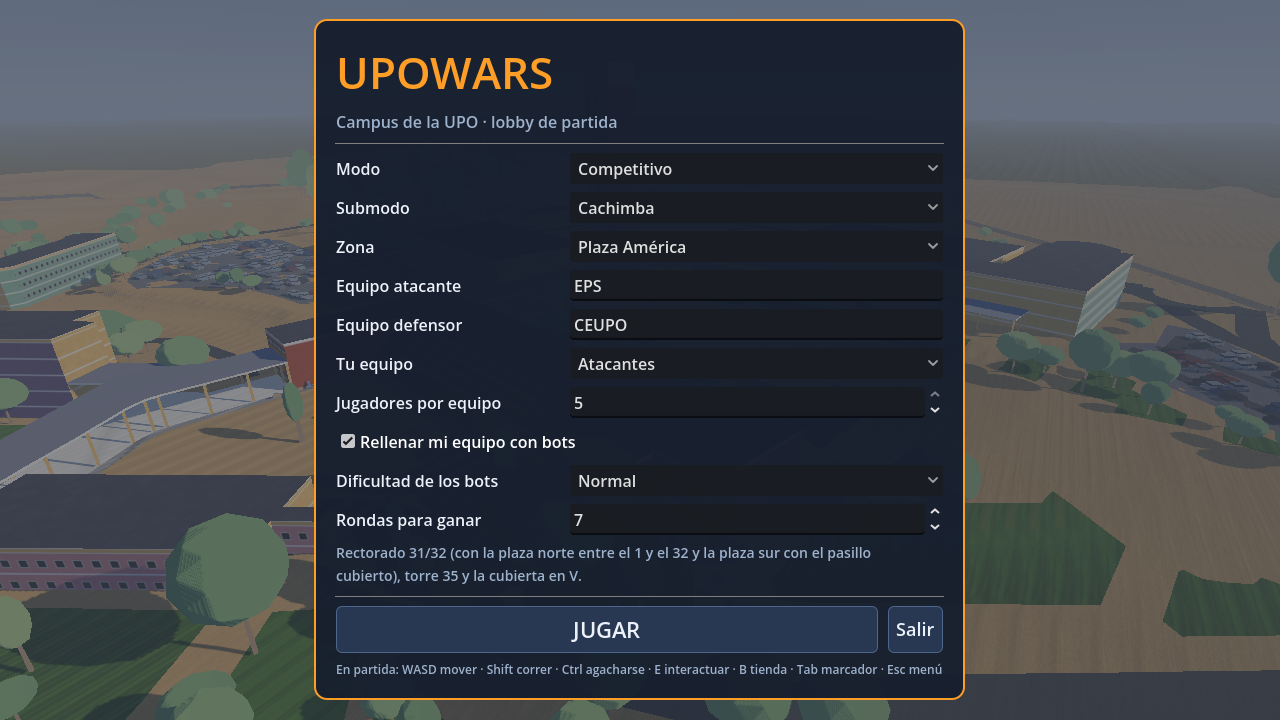 UPOWARS
Campus de la UPO · lobby de partida
Modo Competitivo
Submodo Cachimba
Zona Plaza América
Equipo atacante EPS
Equipo defensor CEUPO
Tu equipo Atacantes
Jugadores por equipo 5
Rellenar mi equipo con bots
Dificultad de los bots Normal
Rondas para ganar 7
Rectorado 31/32 (con la plaza norte entre el 1 y el 32 y la plaza sur con el pasillo
cubierto), torre 35 y la cubierta en V.
JUGAR Salir
En partida: WASD mover · Shift correr · Ctrl agacharse · E interactuar · B tienda · Tab marcador · Esc menú